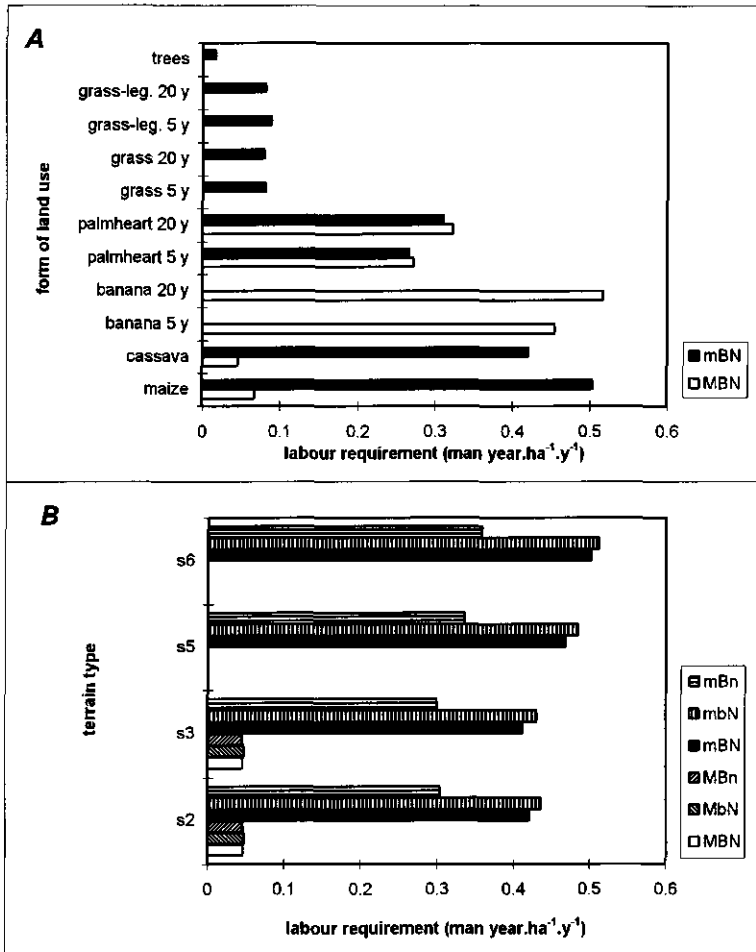 A
trees
grass-leg. 20 y
grass-leg. 5 y
grass 20 y
grass 5 y
palmheart 20 y
palmheart 5 y
banana 20 y
banana 5 y
cassava
maize
form of land use
0 0.1 0.2 0.3 0.4 0.5 0.6
labour requirement (man year.ha⁻¹.y⁻¹)
mBN
MBN
B
s6
s5
s3
s2
terrain type
0 0.1 0.2 0.3 0.4 0.5 0.6
labour requirement (man year.ha⁻¹.y⁻¹)
mBn
mbN
mBN
MBn
MbN
MBN